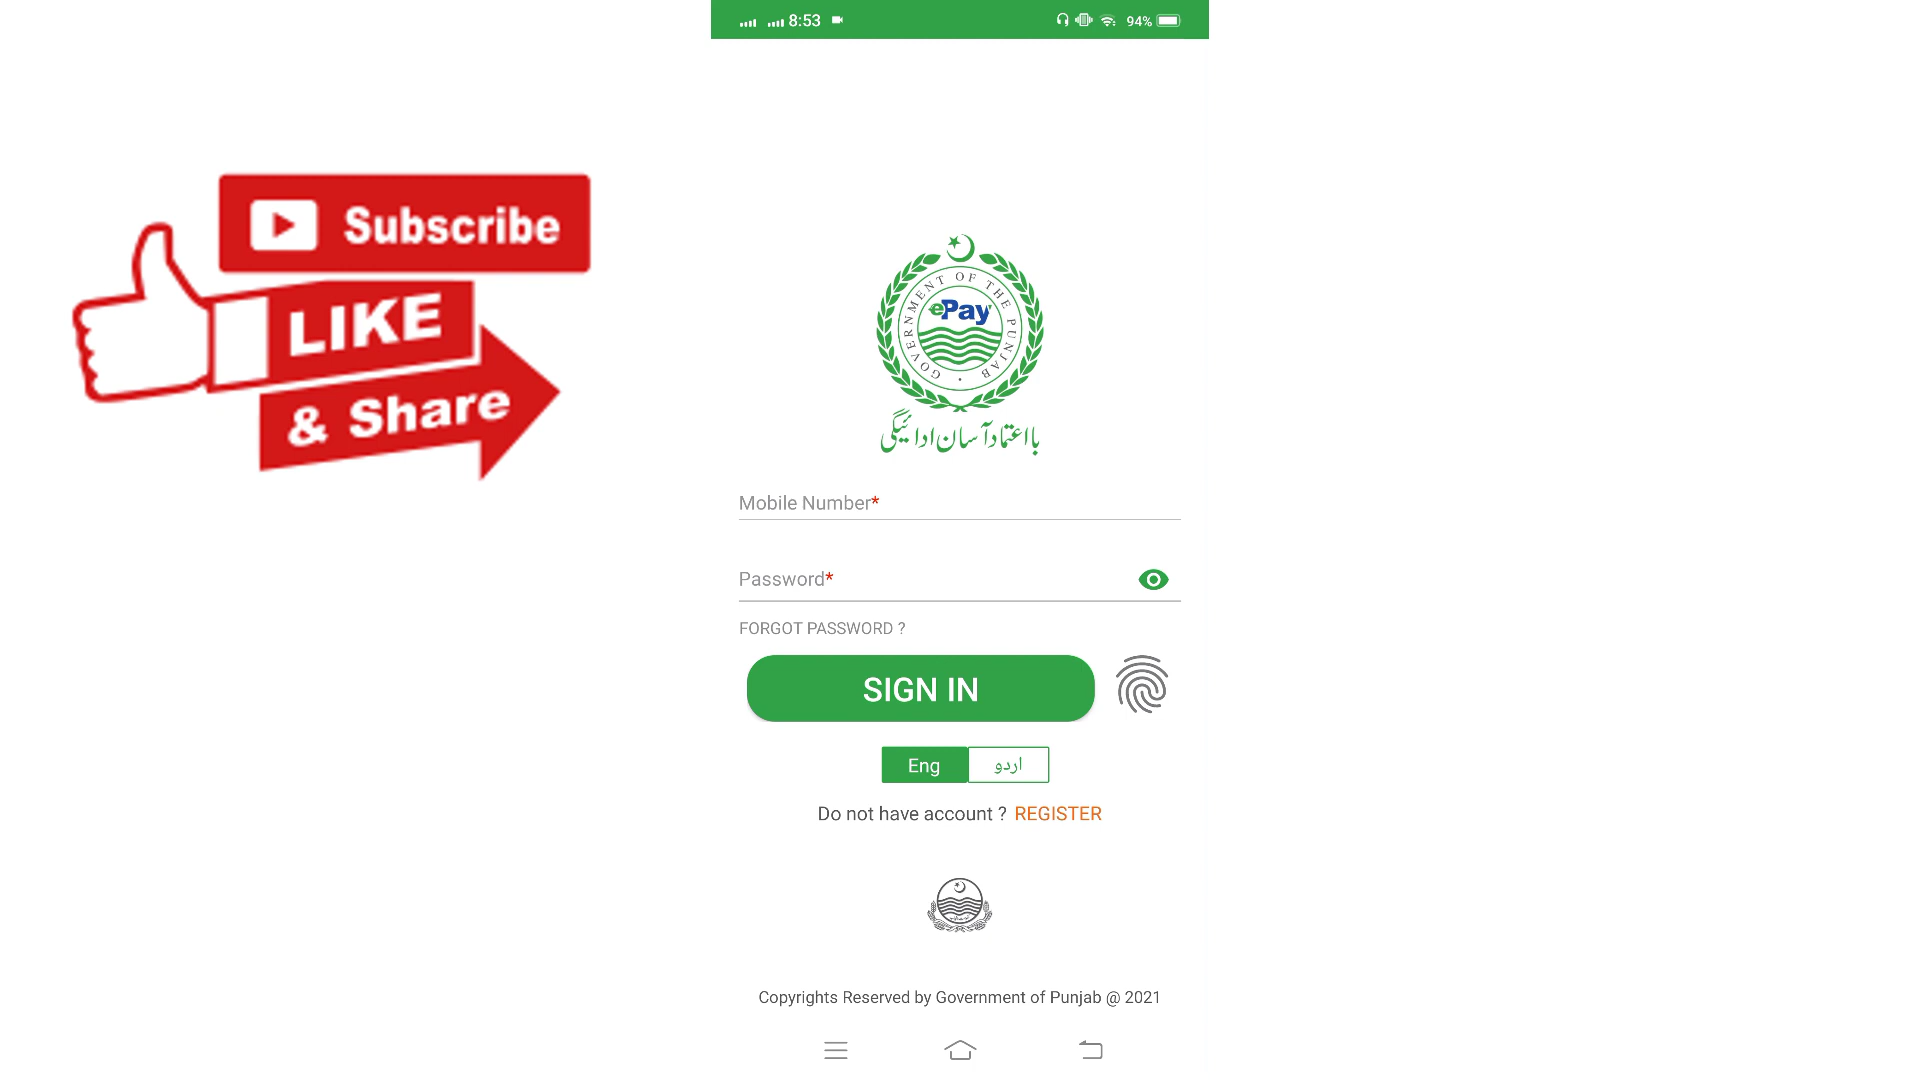 8:53
94%
Subscribe
LIKE
& Share
GOVERNMENT OF THE PUNJAB
ePay
بااعتماد آسان ادائیگی
Mobile Number*
Password*
FORGOT PASSWORD ?
SIGN IN
Eng اردو
Do not have account ? REGISTER
Copyrights Reserved by Government of Punjab @ 2021